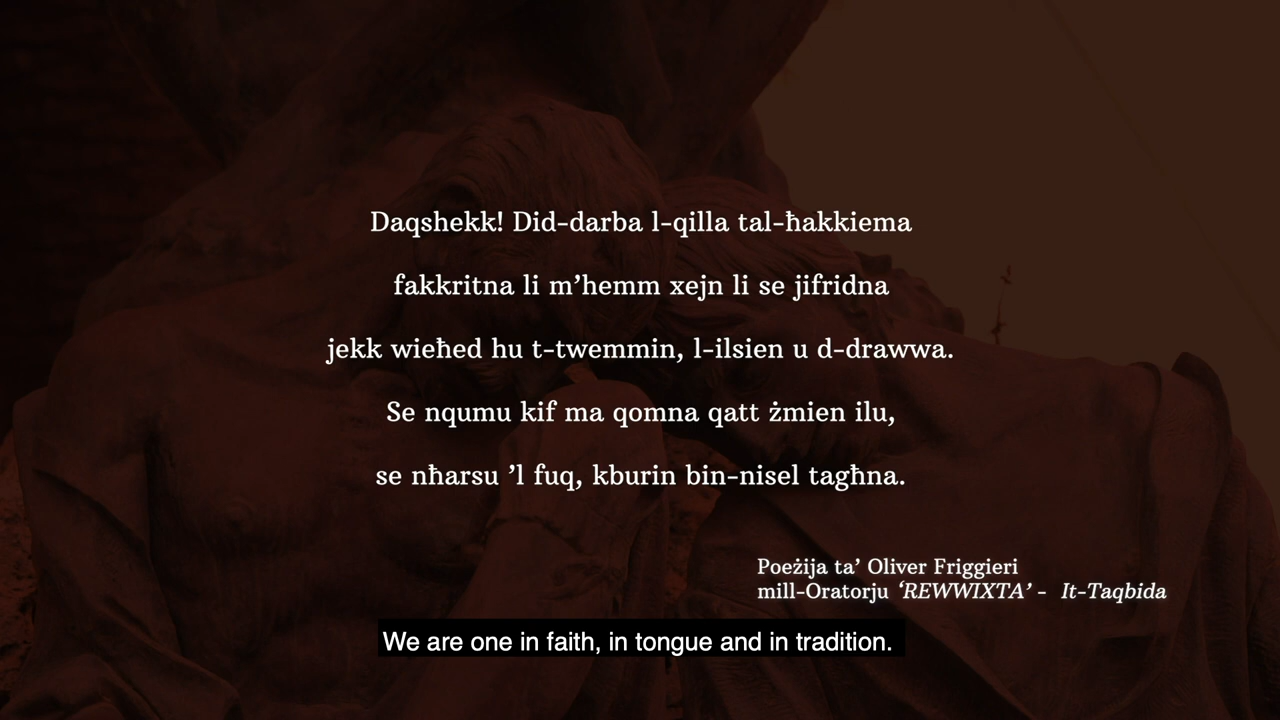 Daqshekk! Did-darba l-qilla tal-ħakkiema
fakkritna li m’hemm xejn li se jifridna
jekk wieħed hu t-twemmin, l-ilsien u d-drawwa.
Se nqumu kif ma qomna qatt żmien ilu,
se nħarsu ’l fuq, kburin bin-nisel tagħna.
Poeżija ta’ Oliver Friggieri
mill-Oratorju ‘REWWIXTA’ - It-Taqbida
We are one in faith, in tongue and in tradition.